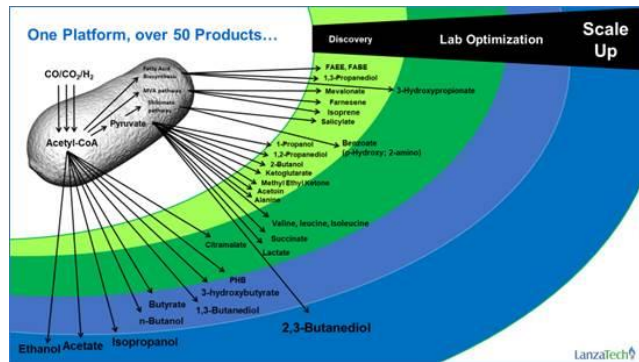 One Platform, over 50 Products…
Discovery
Lab Optimization
Scale Up
CO/CO2/H2
Fatty Acid Biosynthesis
MVA pathway
Shikimate pathway
Pyruvate
Acetyl-CoA
FAEE, FABE
1,3-Propanediol
Mevalonate
3-Hydroxypropionate
Farnesene
Isoprene
Salicylate
1-Propanol
Benzoate
(p-Hydroxy; 2-amino)
1,2-Propanediol
2-Butanol
Ketoglutarate
Methyl Ethyl Ketone
Acetoin
Alanine
Valine, leucine, Isoleucine
Citramalate
Succinate
Lactate
PHB
3-hydroxybutyrate
Butyrate
1,3-Butanediol
n-Butanol
2,3-Butanediol
Isopropanol
Acetate
Ethanol
LanzaTech